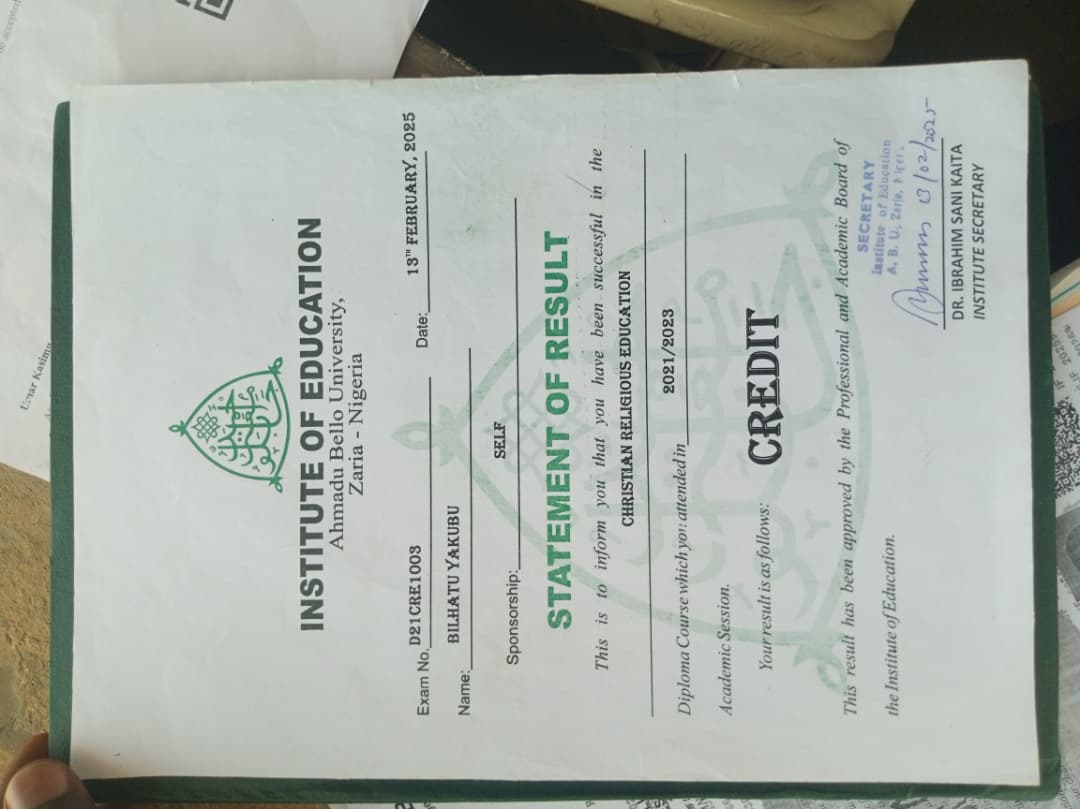 INSTITUTE OF EDUCATION
Ahmadu Bello University,
Zaria - Nigeria
Exam No. D21CRE1003 Date: 13TH FEBRUARY, 2025
Name: BILHATU YAKUBU
Sponsorship: SELF
STATEMENT OF RESULT
This is to inform you that you have been successful in the
CHRISTIAN RELIGIOUS EDUCATION
Diploma Course which you attended in 2021/2023
Academic Session.
Your result is as follows:
CREDIT
This result has been approved by the Professional and Academic Board of
the Institute of Education.
SECRETARY
Institute of Education
A. B. U. Zaria, Niger.
13/02/2025
DR. IBRAHIM SANI KAITA
INSTITUTE SECRETARY
Umar Kasimu